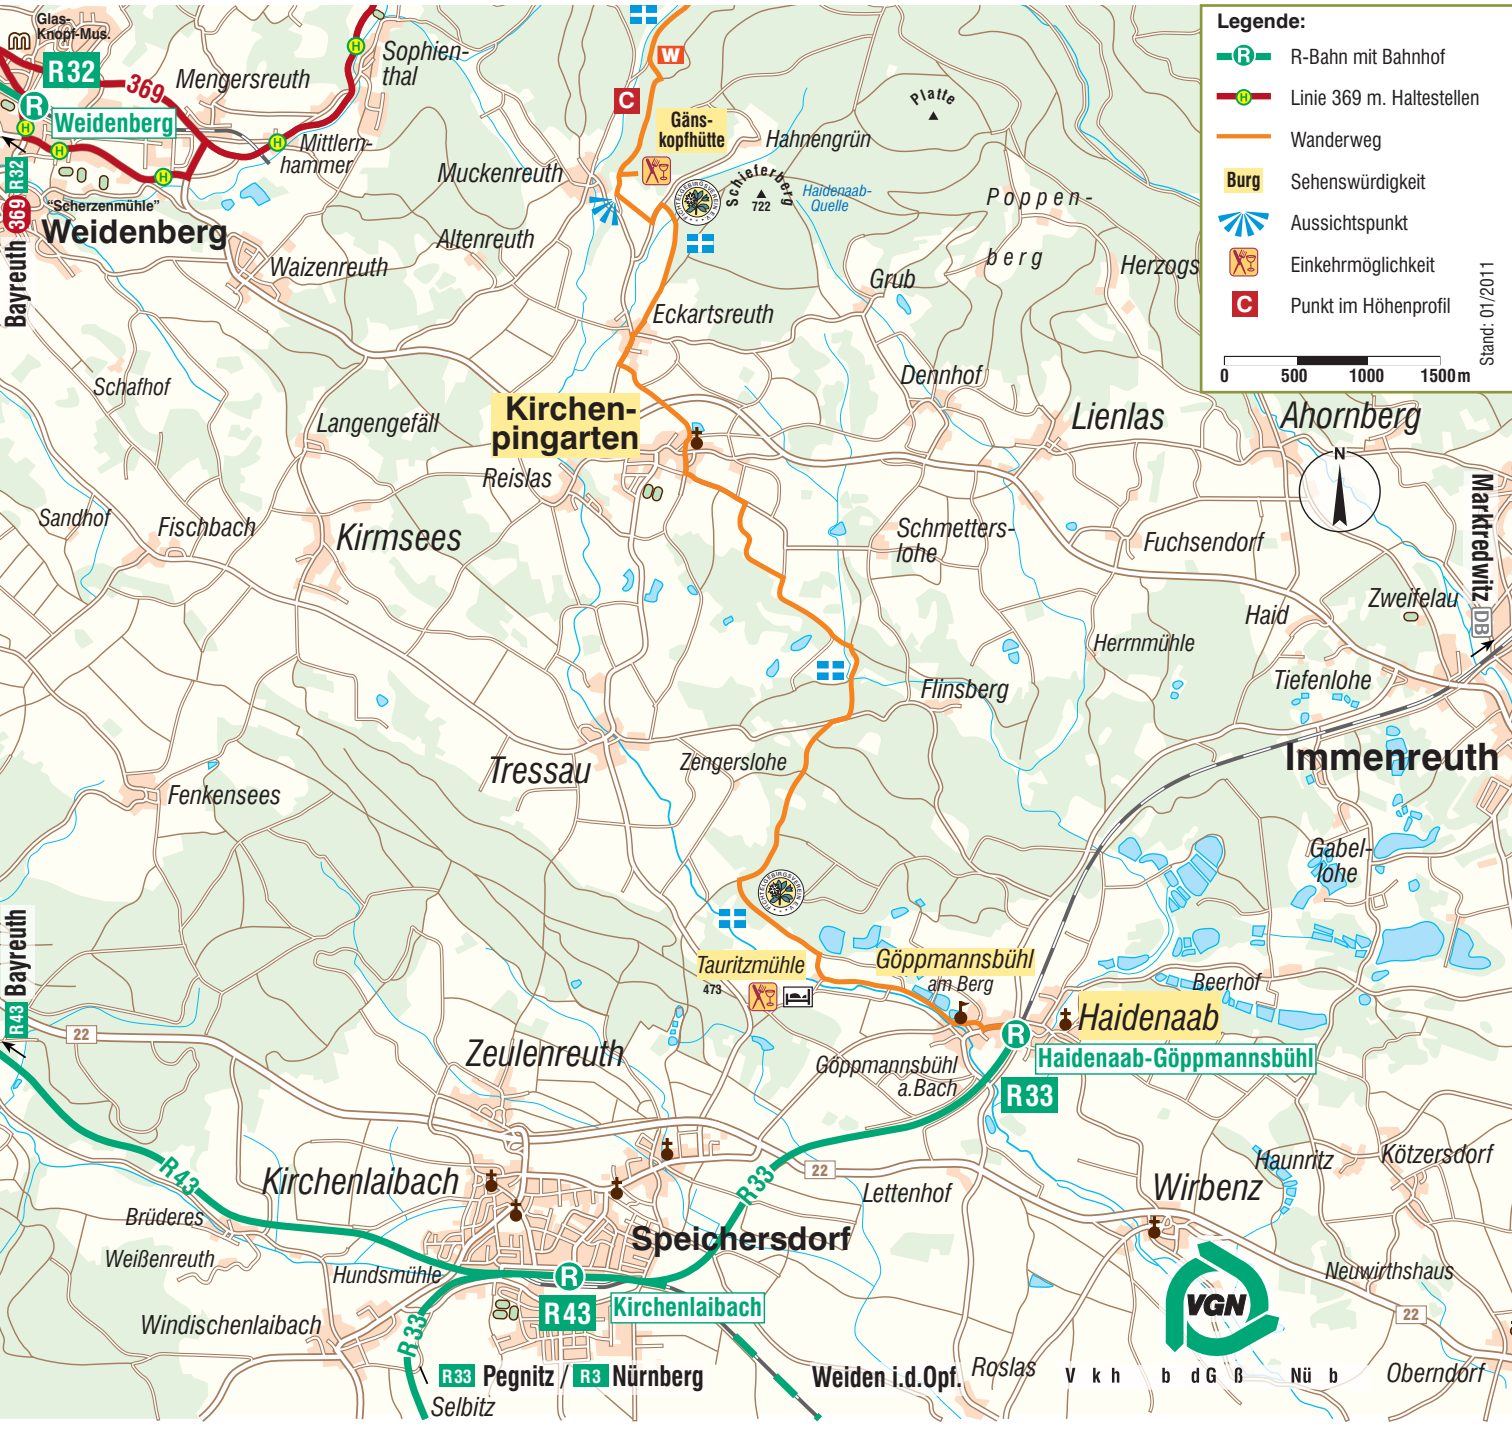 Glas-
Knopf-Mus.
R32
369
Mengersreuth
Sophien-
thal
R
Weidenberg
H
H
H
H
H
Mittlern-
hammer
R32
369
Bayreuth
"Scherzenmühle"
Weidenberg
Waizenreuth
W
C
Gäns-
kopfhütte
Hahnengrün
Platte
Muckenreuth
FICHTELGEBIRGSVEREIN E.V.
Schieferberg
722
Haidenaab-
Quelle
Poppen-
berg
Altenreuth
Grub
Herzogs
Eckartsreuth
Legende:
R
R-Bahn mit Bahnhof
H
Linie 369 m. Haltestellen
Wanderweg
Burg
Sehenswürdigkeit
Aussichtspunkt
Einkehrmöglichkeit
C
Punkt im Höhenprofil
0 500 1000 1500m
Stand: 01/2011
Schafhof
Langengefäll
Kirchen-
pingarten
Dennhof
Lienlas
Ahornberg
N
Reislas
Sandhof
Fischbach
Kirmsees
Schmetters-
lohe
Fuchsendorf
Marktredwitz
DB
Zweifelau
Haid
Herrnmühle
Tiefenlohe
Flinsberg
Immenreuth
Tressau
Zengerslohe
Fenkensees
Gabel-
lohe
FICHTELGEBIRGSVEREIN E.V.
Bayreuth
R43
Tauritzmühle
473
Göppmannsbühl
am Berg
Beerhof
Haidenaab
R
Haidenaab-Göppmannsbühl
R33
22
Zeulenreuth
Göppmannsbühl
a.Bach
R43
Kirchenlaibach
R33
22
Lettenhof
Haunritz
Kötzersdorf
Wirbenz
Brüderes
Weißenreuth
Speichersdorf
Hundsmühle
R
R43
Kirchenlaibach
Neuwirthshaus
VGN
22
Windischenlaibach
R33
R33 Pegnitz / R3 Nürnberg
Weiden i.d.Opf.
Roslas
V k h b d G ß Nü b
Oberndorf
Selbitz